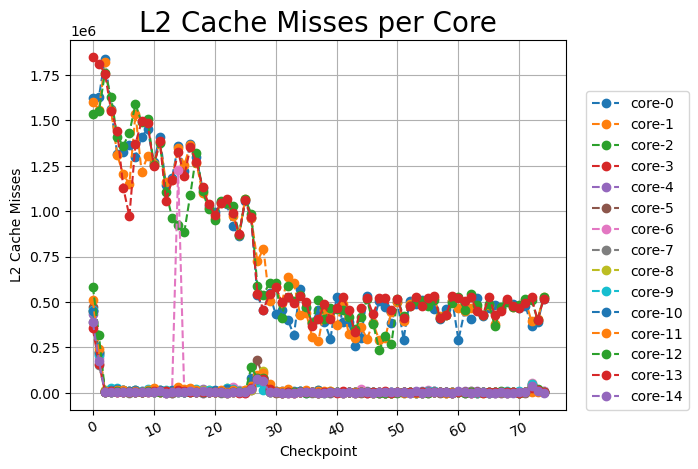 L2 Cache Misses per Core
1e6
L2 Cache Misses
1.75
1.50
1.25
1.00
0.75
0.50
0.25
0.00
0 10 20 30 40 50 60 70
Checkpoint
core-0
core-1
core-2
core-3
core-4
core-5
core-6
core-7
core-8
core-9
core-10
core-11
core-12
core-13
core-14